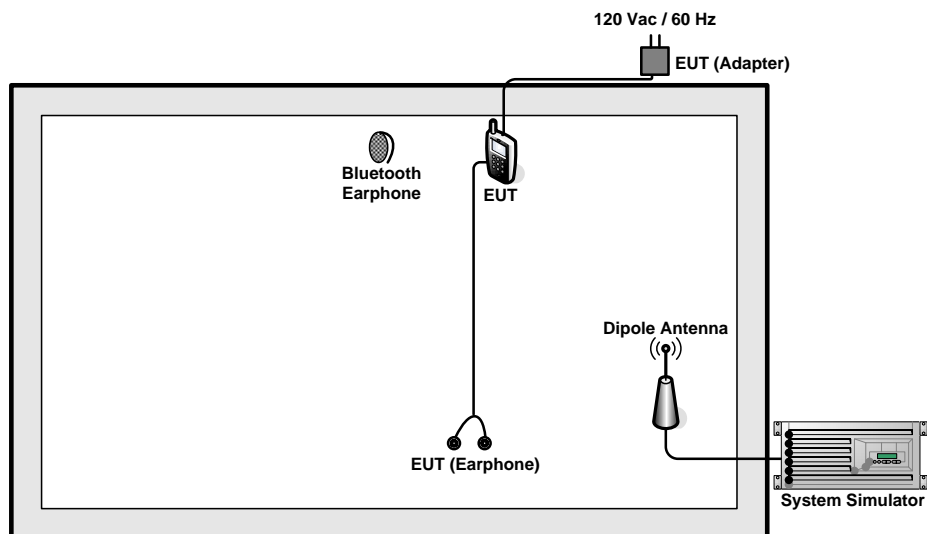 120 Vac / 60 Hz
EUT (Adapter)
Bluetooth
Earphone
EUT
Dipole Antenna
EUT (Earphone)
System Simulator